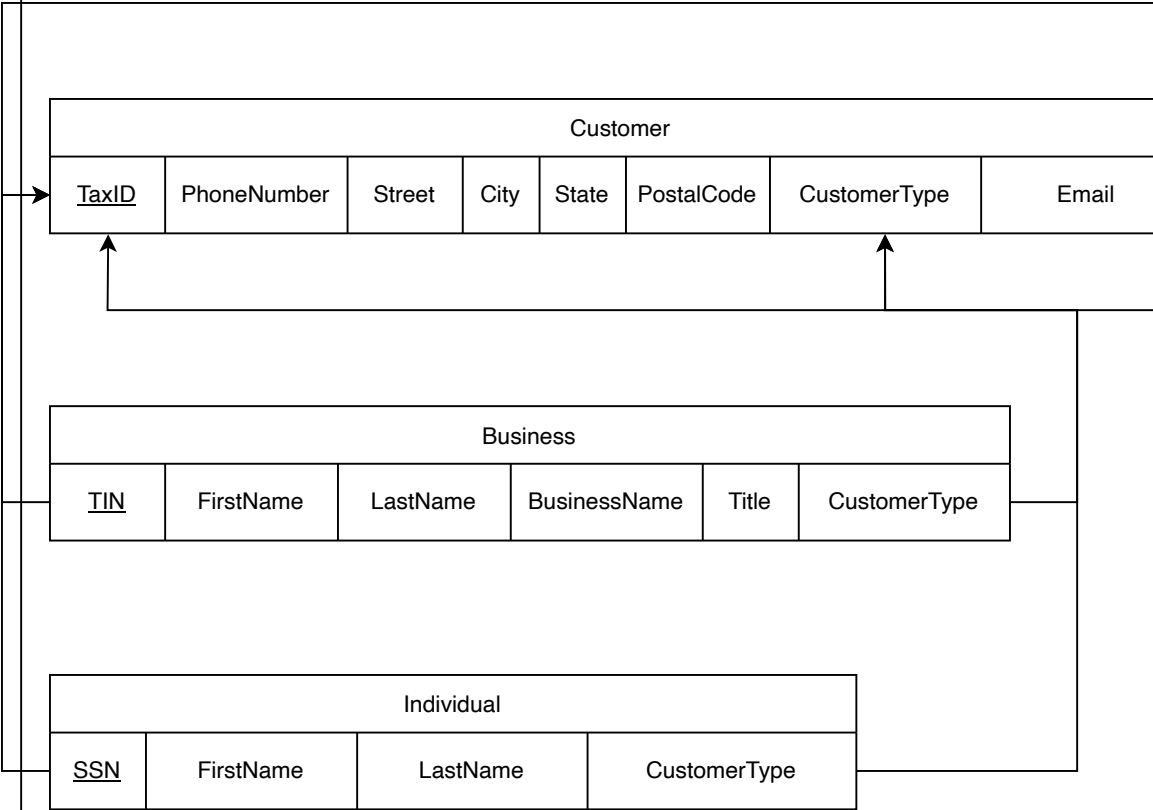 Customer
TaxID PhoneNumber Street City State PostalCode CustomerType Email
Business
TIN FirstName LastName BusinessName Title CustomerType
Individual
SSN FirstName LastName CustomerType